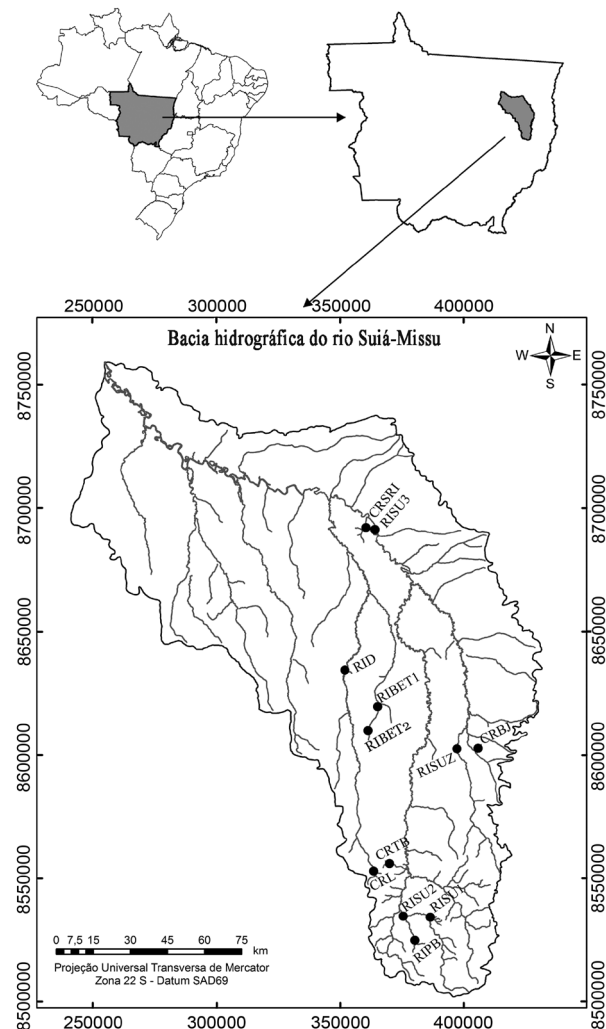 250000 300000 350000 400000
Bacia hidrográfica do rio Suiá-Missu
N
W E
S
8750000 8750000
8700000 8700000
CRSRI
RISU3
8650000 8650000
RID
RIBET1
RIBET2
CRBJ
RISUZ
8600000 8600000
CRTB
CRL
8550000 8550000
RISU2
RISU1
RIPB
0 7,5 15 30 45 60 75
km
Projeção Universal Transversa de Mercator
Zona 22 S - Datum SAD69
8500000 8500000
250000 300000 350000 400000